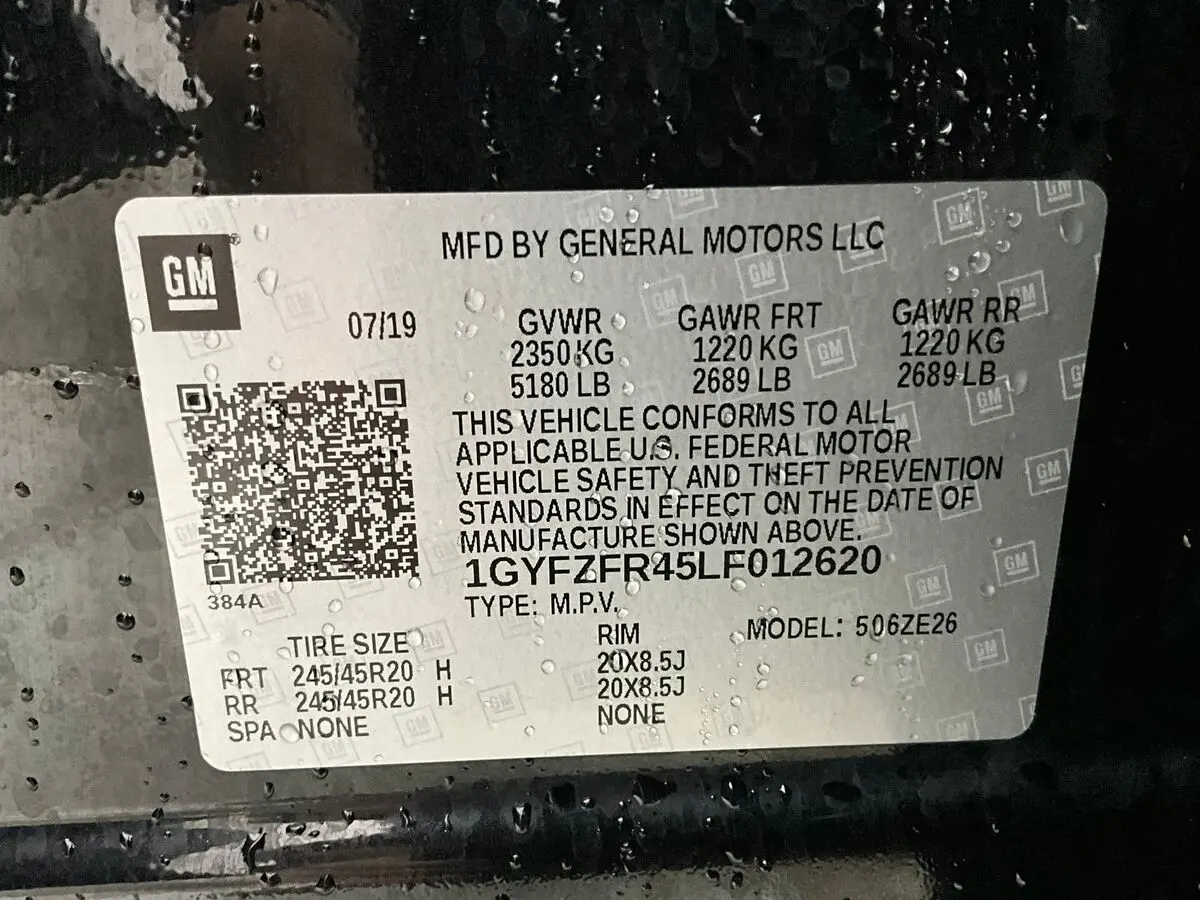 GM
MFD BY GENERAL MOTORS LLC
07/19
GVWR GAWR FRT GAWR RR
2350 KG 1220 KG 1220 KG
5180 LB 2689 LB 2689 LB
THIS VEHICLE CONFORMS TO ALL
APPLICABLE U.S. FEDERAL MOTOR
VEHICLE SAFETY AND THEFT PREVENTION
STANDARDS IN EFFECT ON THE DATE OF
MANUFACTURE SHOWN ABOVE.
1GYFZFR45LF012620
384A
TYPE: M.P.V.
TIRE SIZE RIM MODEL: 506ZE26
FRT 245/45R20 H 20X8.5J
RR 245/45R20 H 20X8.5J
SPA NONE NONE